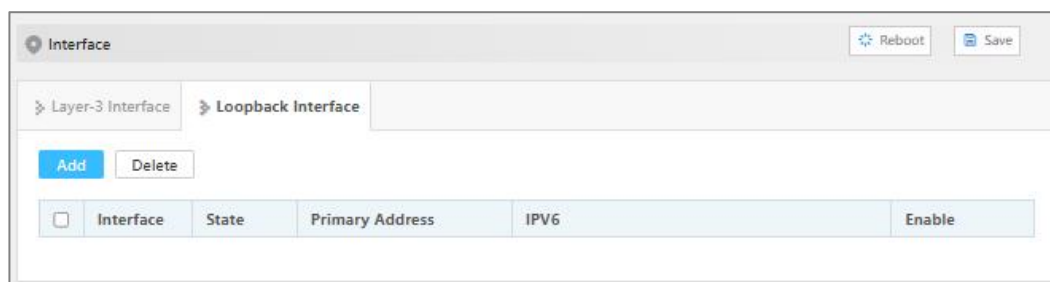 Interface Reboot Save
Layer-3 Interface Loopback Interface
Add Delete
Interface State Primary Address IPV6 Enable